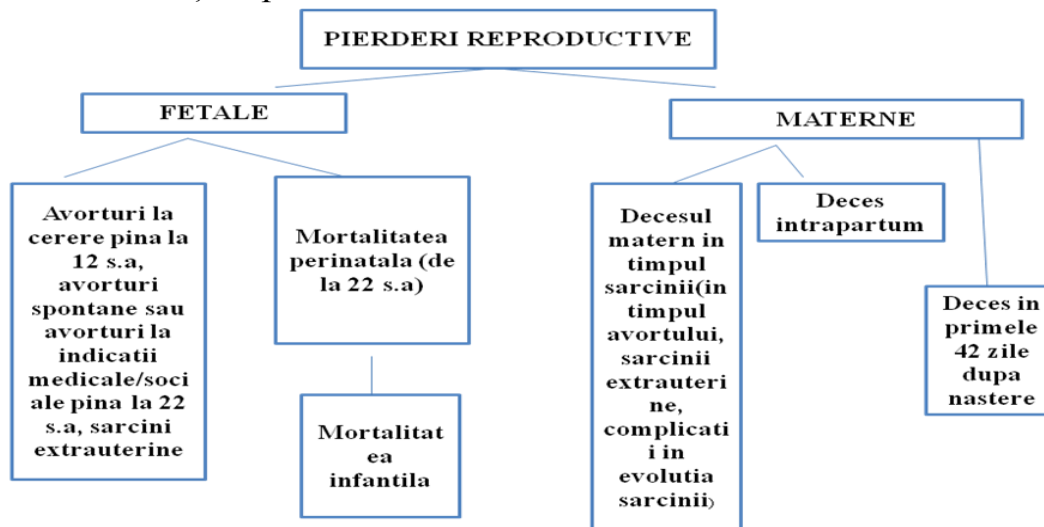 PIERDERI REPRODUCTIVE
FETALE
MATERNE
Avorturi la
cerere pina la
12 s.a,
avorturi
spontane sau
avorturi la
indicatii
medicale/soci
ale pina la 22
s.a, sarcini
extrauterine
Mortalitatea
perinatala (de
la 22 s.a)
Mortalitat
ea
infantila
Decesul
matern in
timpul
sarcinii(in
timpul
avortului,
sarcinii
extrauteri
ne,
complicati
i in
evolutia
sarcinii)
Deces
intrapartum
Deces in
primele
42 zile
dupa
nastere